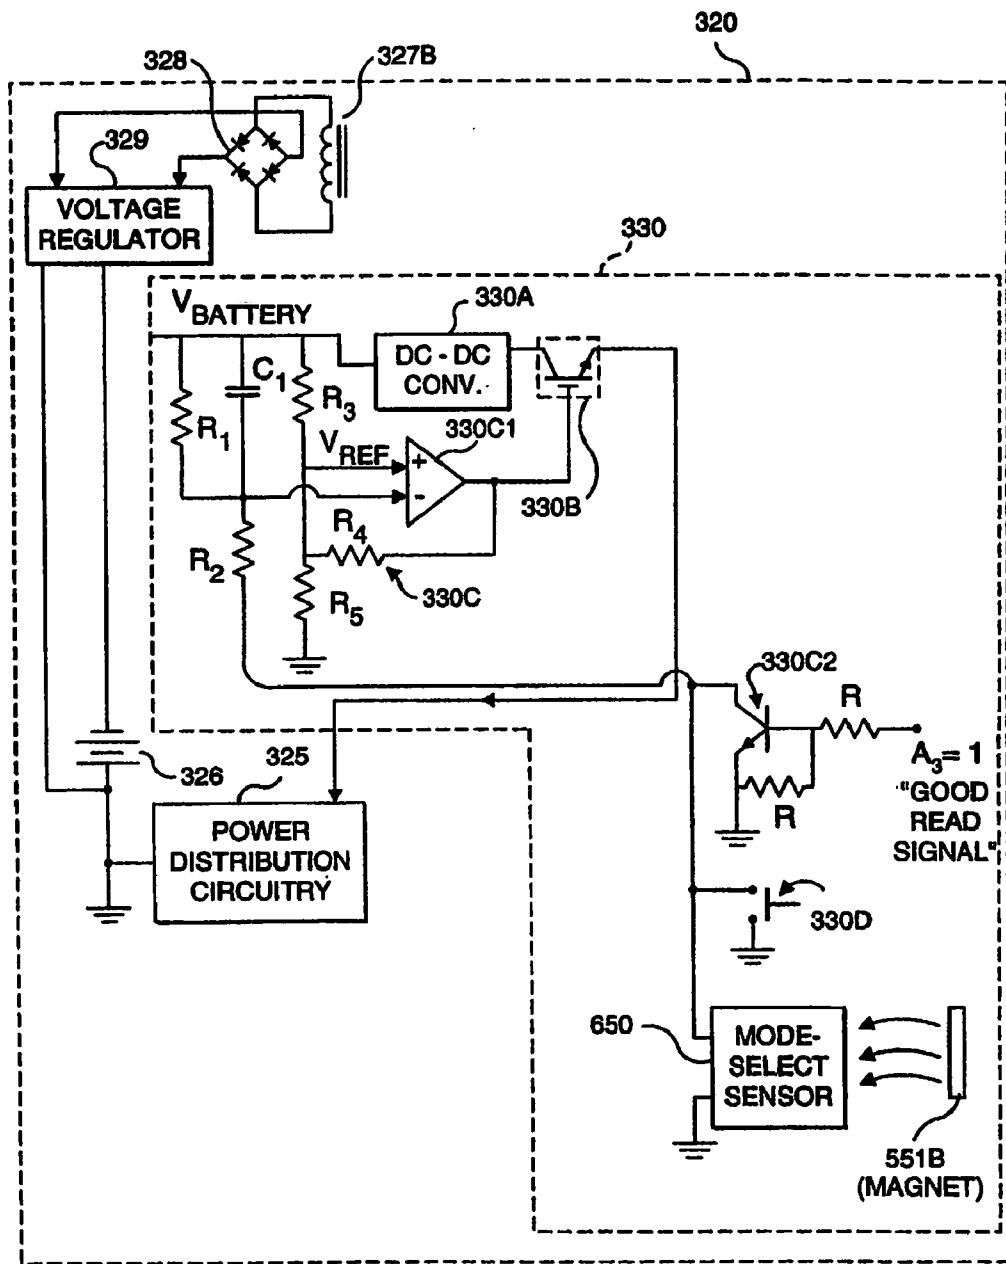 320
328
327B
329
VOLTAGE
REGULATOR
330
V BATTERY
330A
DC - DC
CONV.
C1
R3
R1
330C1
VREF
+
-
330B
R4
R2
330C
R5
330C2
R
A3= 1
"GOOD
READ
SIGNAL"
R
326
325
POWER
DISTRIBUTION
CIRCUITRY
330D
650
MODE-
SELECT
SENSOR
551B
(MAGNET)